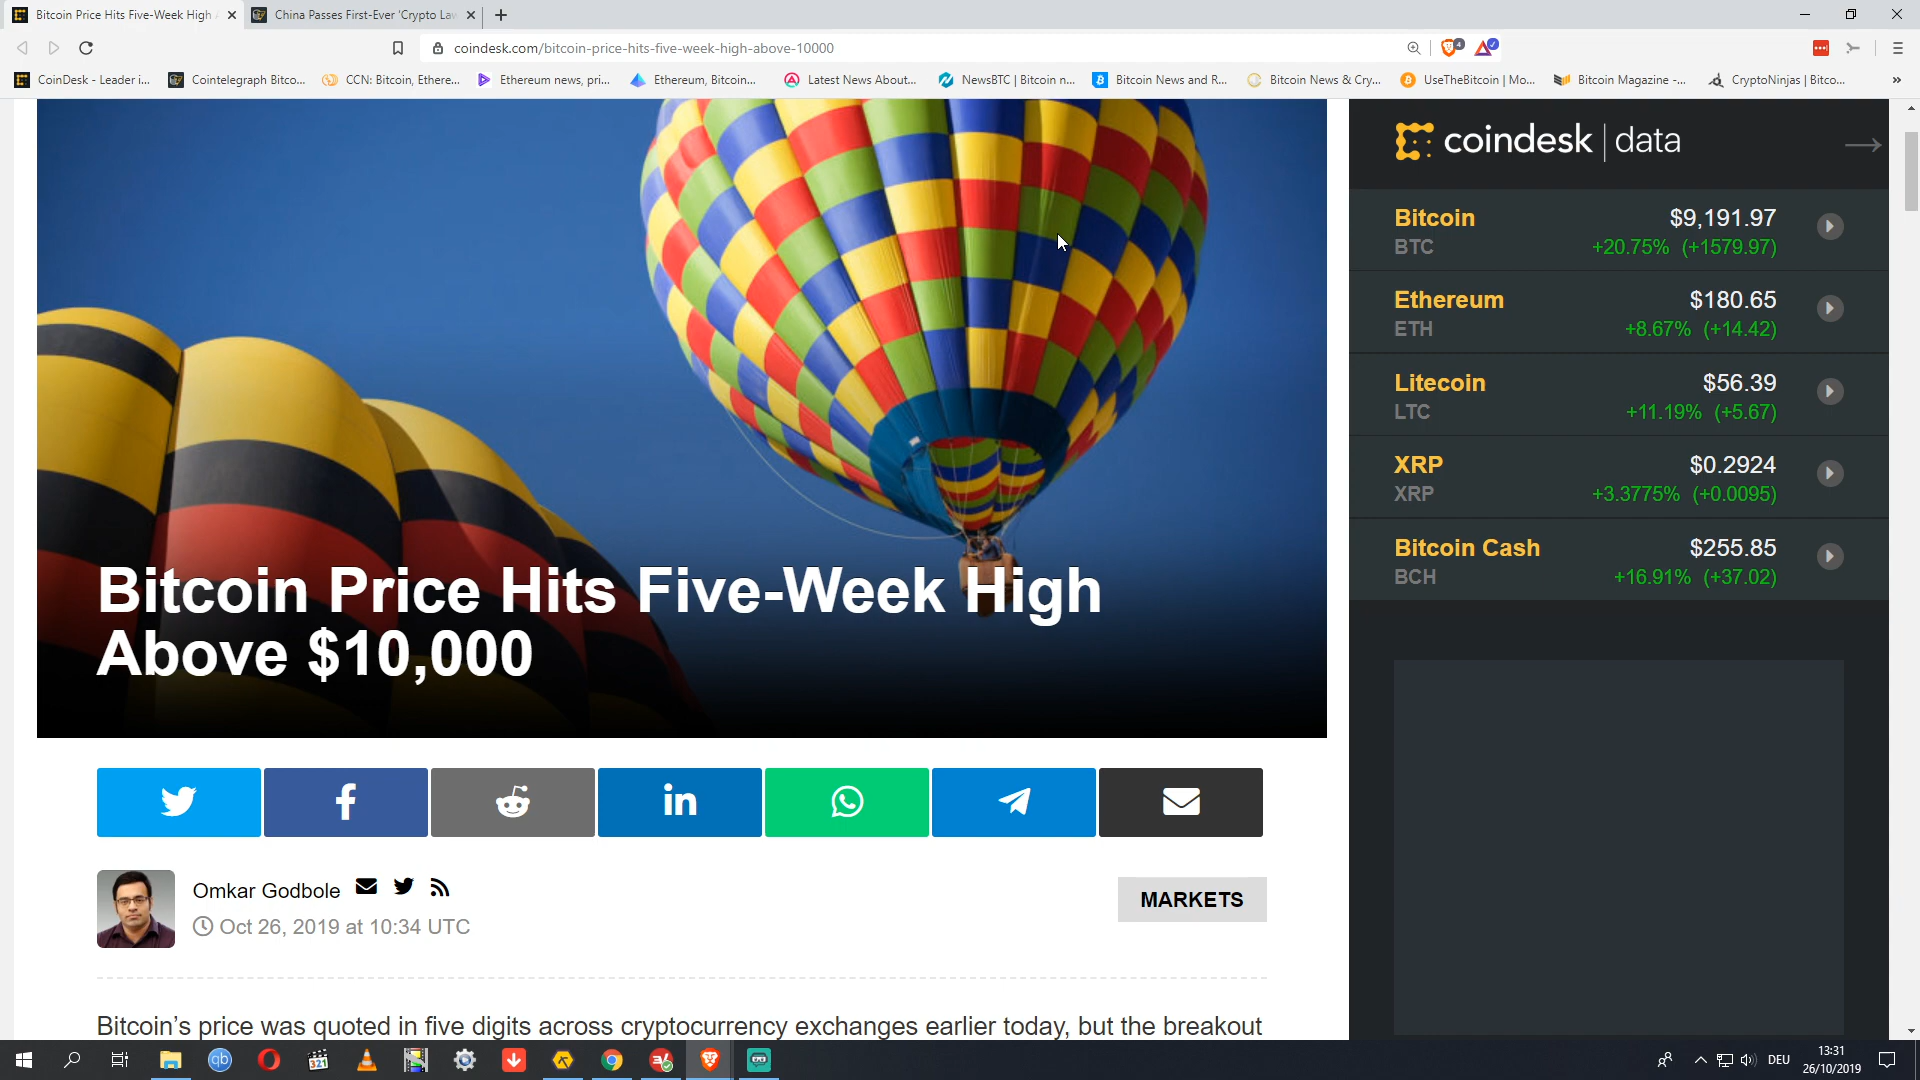 Bitcoin Price Hits Five-Week High
China Passes First-Ever 'Crypto Law
coindesk.com/bitcoin-price-hits-five-week-high-above-10000
4
CoinDesk - Leader i...
Cointelegraph Bitco...
CCN: Bitcoin, Ethere...
Ethereum news, pri...
Ethereum, Bitcoin...
Latest News About...
NewsBTC | Bitcoin n...
Bitcoin News and R...
Bitcoin News & Cry...
UseTheBitcoin | Mo...
Bitcoin Magazine -...
CryptoNinjas | Bitco...
»
Bitcoin Price Hits Five-Week High
Above $10,000
Omkar Godbole
Oct 26, 2019 at 10:34 UTC
MARKETS
Bitcoin's price was quoted in five digits across cryptocurrency exchanges earlier today, but the breakout
coindesk | data
Bitcoin $9,191.97
BTC +20.75% (+1579.97)
Ethereum $180.65
ETH +8.67% (+14.42)
Litecoin $56.39
LTC +11.19% (+5.67)
XRP $0.2924
XRP +3.3775% (+0.0095)
Bitcoin Cash $255.85
BCH +16.91% (+37.02)
qb
321
DEU
13:31
26/10/2019